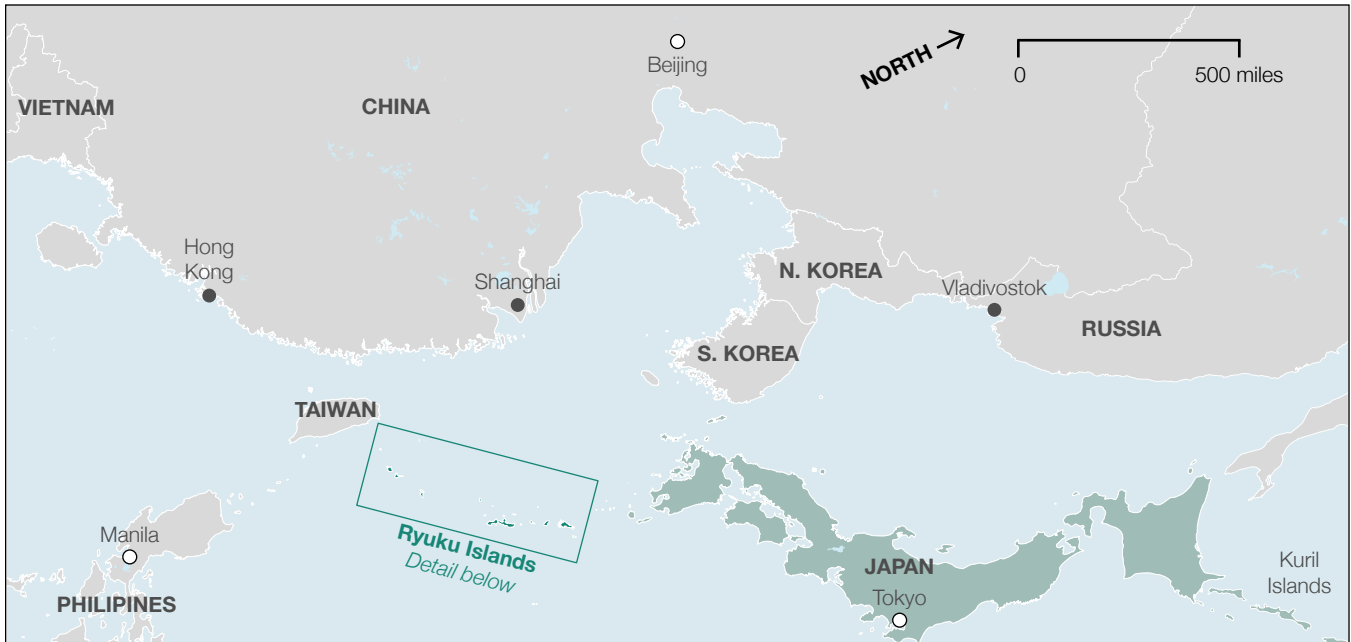 Beijing
NORTH
0
500 miles
VIETNAM
CHINA
Hong
Kong
Shanghai
N. KOREA
Vladivostok
RUSSIA
S. KOREA
TAIWAN
Ryuku Islands
Detail below
Manila
PHILIPINES
JAPAN
Tokyo
Kuril
Islands